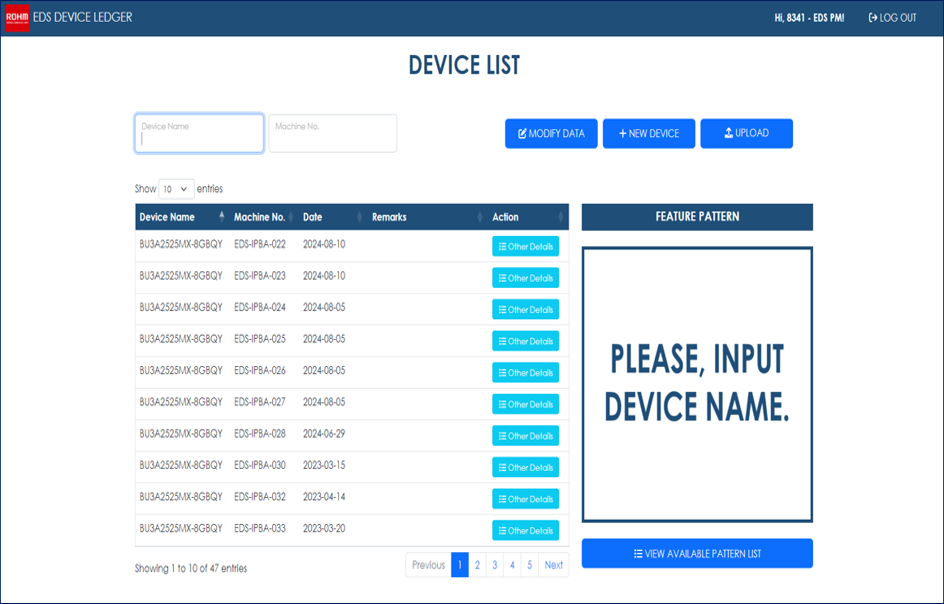 ROHM EDS DEVICE LEDGER
Hi, 8341 - EDS PM!
LOG OUT
DEVICE LIST
Device Name
Machine No.
MODIFY DATA
NEW DEVICE
UPLOAD
Show 10 entries
Device Name Machine No. Date Remarks Action
BU3A2525MX-8GBQY EDS-IPBA-022 2024-08-10 Other Details
BU3A2525MX-8GBQY EDS-IPBA-023 2024-08-10 Other Details
BU3A2525MX-8GBQY EDS-IPBA-024 2024-08-05 Other Details
BU3A2525MX-8GBQY EDS-IPBA-025 2024-08-05 Other Details
BU3A2525MX-8GBQY EDS-IPBA-026 2024-08-05 Other Details
BU3A2525MX-8GBQY EDS-IPBA-027 2024-08-05 Other Details
BU3A2525MX-8GBQY EDS-IPBA-028 2024-06-29 Other Details
BU3A2525MX-8GBQY EDS-IPBA-030 2023-03-15 Other Details
BU3A2525MX-8GBQY EDS-IPBA-032 2023-04-14 Other Details
BU3A2525MX-8GBQY EDS-IPBA-033 2023-03-20 Other Details
Showing 1 to 10 of 47 entries
Previous 1 2 3 4 5 Next
FEATURE PATTERN
PLEASE, INPUT
DEVICE NAME.
VIEW AVAILABLE PATTERN LIST